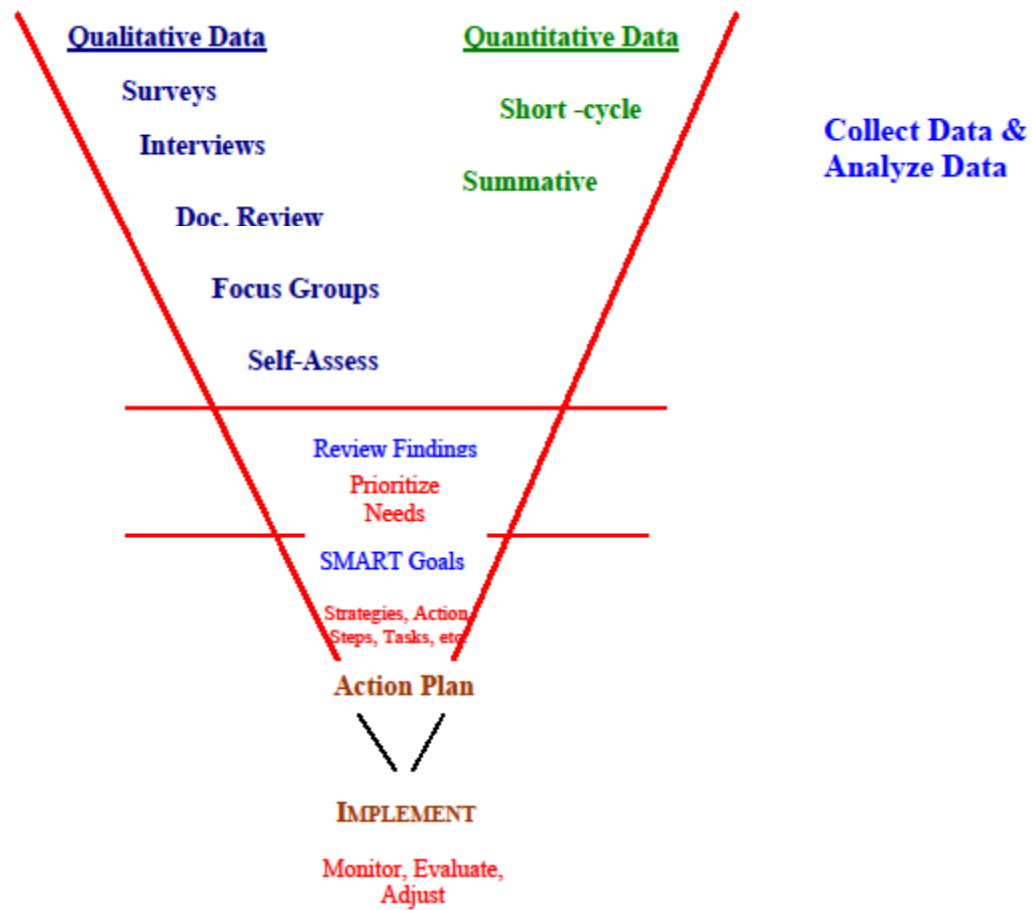 Qualitative Data
Quantitative Data
Surveys
Short -cycle
Interviews
Collect Data &
Analyze Data
Summative
Doc. Review
Focus Groups
Self-Assess
Review Findings
Prioritize
Needs
SMART Goals
Strategies, Action
Steps, Tasks, etc.
Action Plan
IMPLEMENT
Monitor, Evaluate,
Adjust